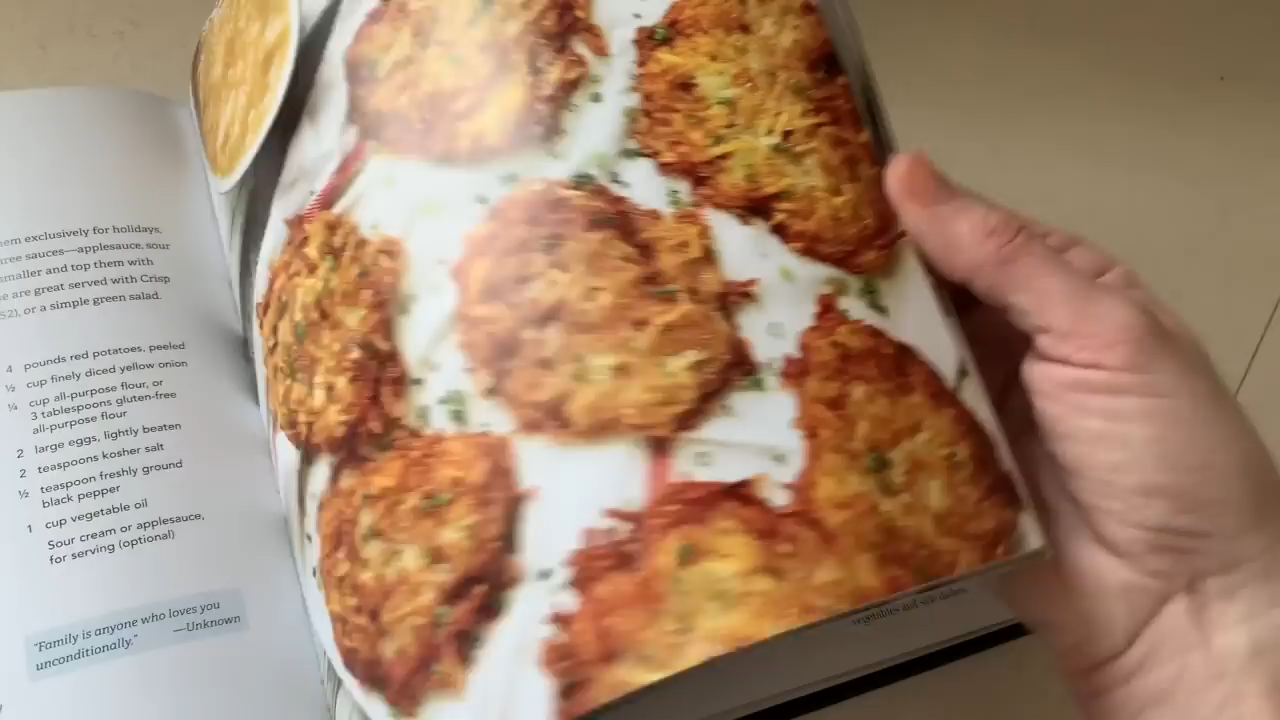 em exclusively for holidays,
ree sauces—applesauce, sour
smaller and top them with
e are great served with Crisp
52), or a simple green salad.
4 pounds red potatoes, peeled
½ cup finely diced yellow onion
¼ cup all-purpose flour, or
3 tablespoons gluten-free
all-purpose flour
2 large eggs, lightly beaten
2 teaspoons kosher salt
½ teaspoon freshly ground
black pepper
1 cup vegetable oil
Sour cream or applesauce,
for serving (optional)
"Family is anyone who loves you
unconditionally." —Unknown
vegetables and side dishes